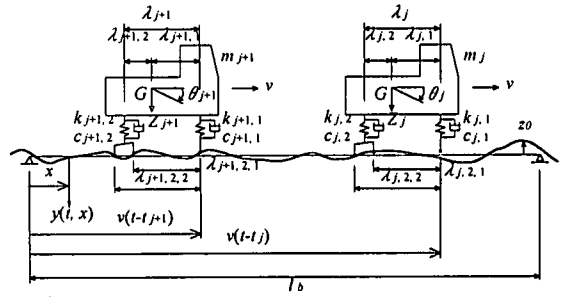 λj+1 λj
λj+1, 2 λj+1, 1 λj, 2 λj, 1
mj+1 mj
G θj+1 v G θj v
kj+1, 2 Zj+1 kj+1, 1 kj, 2 Zj kj, 1
cj+1, 2 cj+1, 1 cj, 2 cj, 1
z0
x λj+1, 2, 2 λj+1, 2, 1 λj, 2, 2 λj, 2, 1
y(t, x) v(t-tj+1)
v(t-tj)
lb